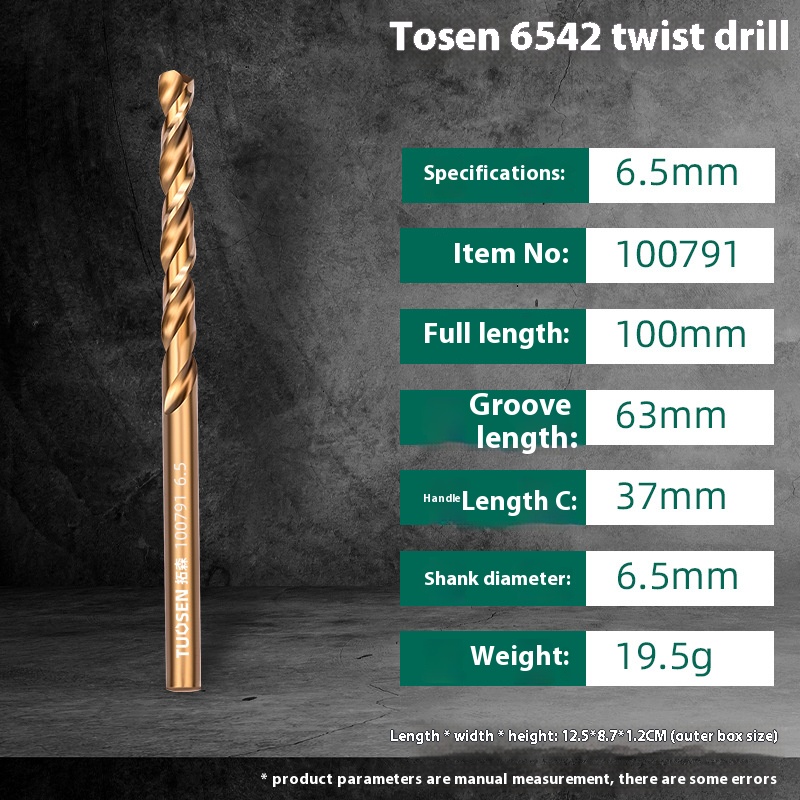 Tosen 6542 twist drill
Specifications: 6.5mm
Item No: 100791
Full length: 100mm
Groove length: 63mm
Handle Length C: 37mm
Shank diameter: 6.5mm
Weight: 19.5g
TUOSEN 拓森 100791 6.5
Length * width * height: 12.5*8.7*1.2CM (outer box size)
* product parameters are manual measurement, there are some errors